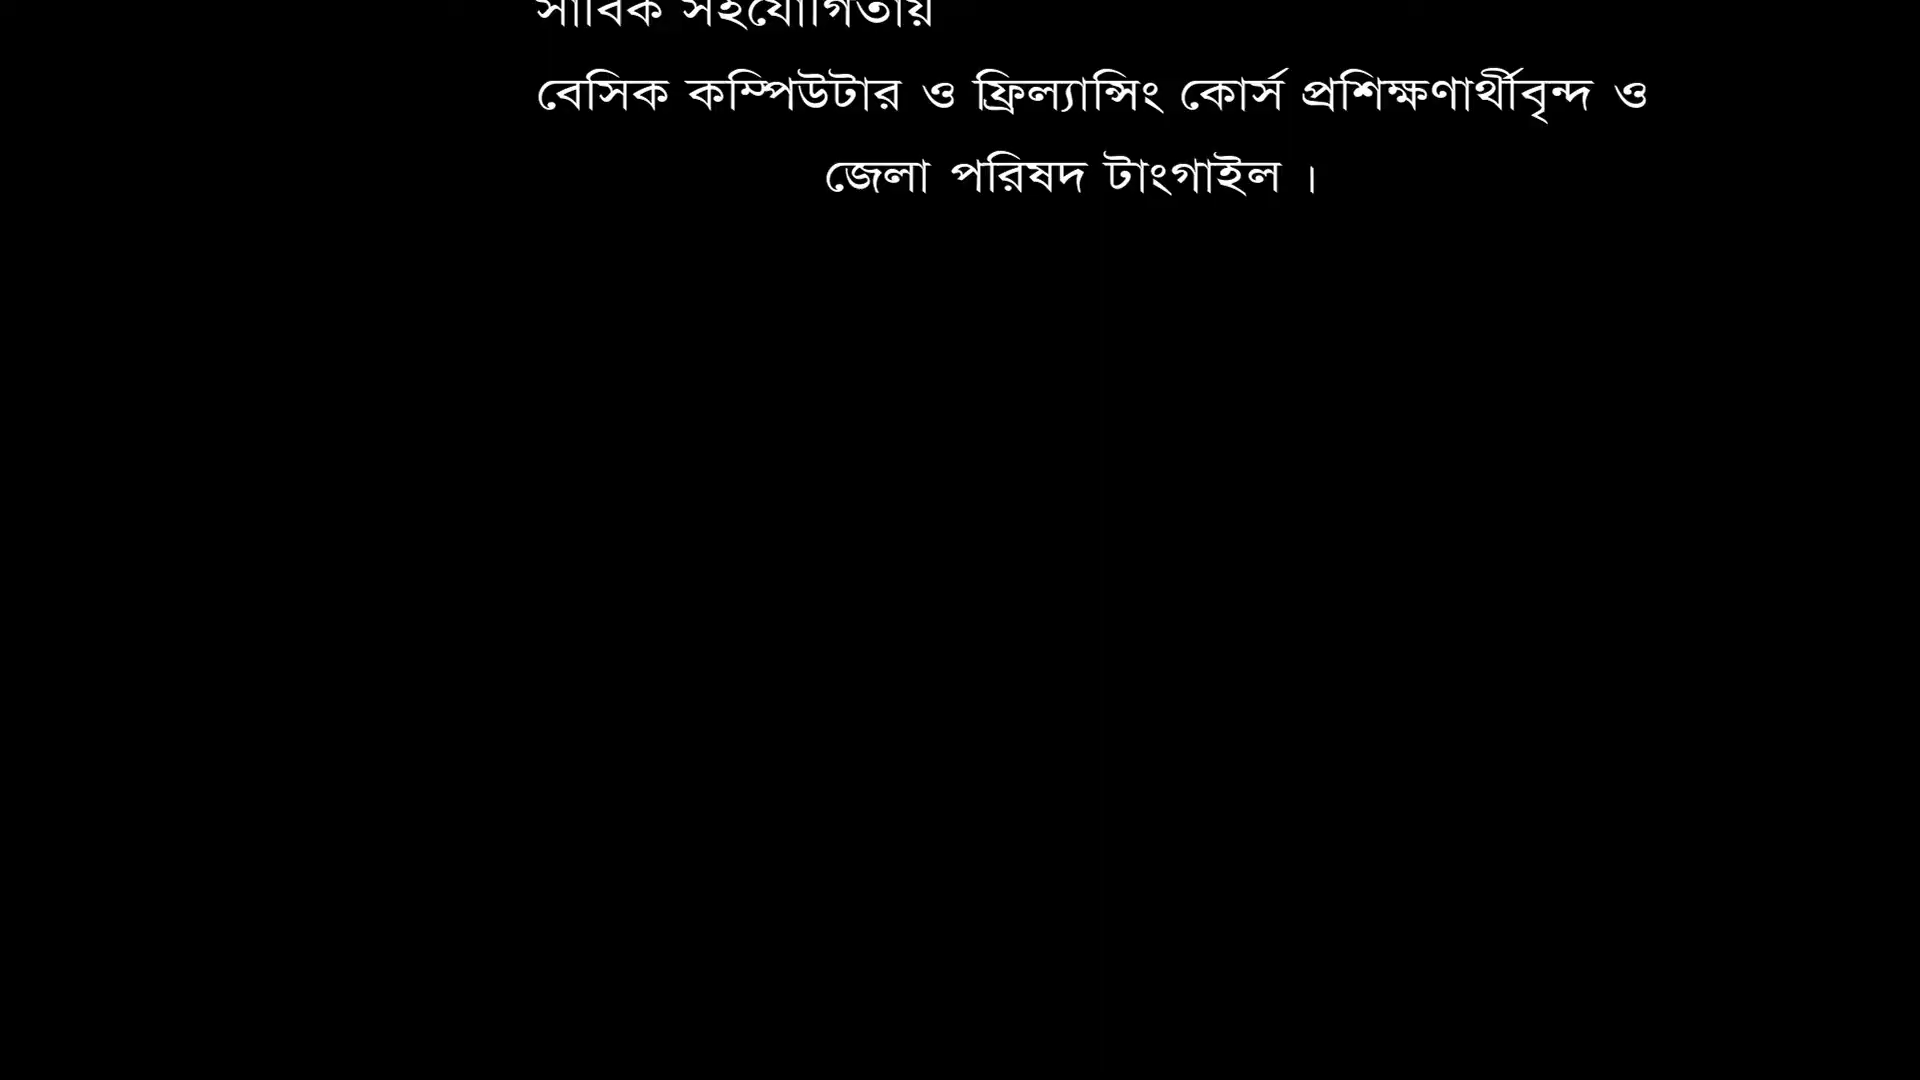 সার্বিক সহযোগিতায়
বেসিক কম্পিউটার ও ফ্রিল্যান্সিং কোর্স প্রশিক্ষণার্থীবৃন্দ ও
জেলা পরিষদ টাংগাইল ।